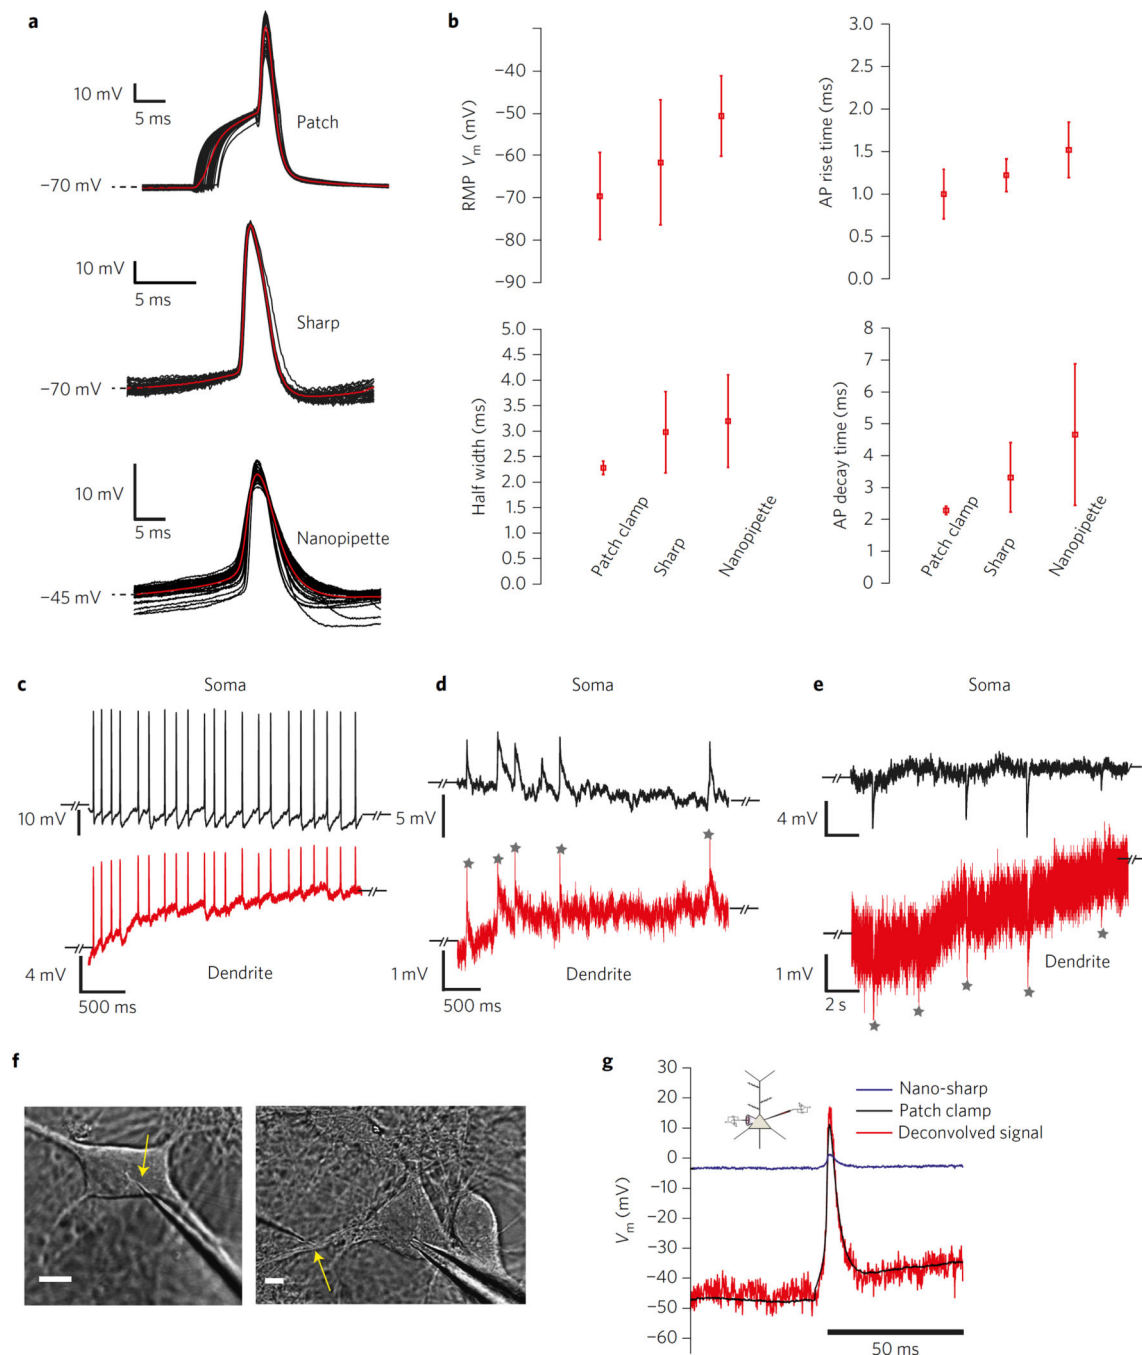 a
10 mV
5 ms
Patch
−70 mV
10 mV
5 ms
Sharp
−70 mV
10 mV
5 ms
Nanopipette
−45 mV
b
RMP Vm (mV)
−40
−50
−60
−70
−80
−90
AP rise time (ms)
3.0
2.5
2.0
1.5
1.0
0.5
0.0
Half width (ms)
5.0
4.5
4.0
3.5
3.0
2.5
2.0
1.5
1.0
0.5
0.0
Patch clamp
Sharp
Nanopipette
AP decay time (ms)
8
7
6
5
4
3
2
1
0
Patch clamp
Sharp
Nanopipette
c
Soma
10 mV
4 mV
500 ms
Dendrite
d
Soma
5 mV
1 mV
500 ms
Dendrite
e
Soma
4 mV
1 mV
2 s
Dendrite
f
g
Vm (mV)
30
20
10
0
−10
−20
−30
−40
−50
−60
Nano-sharp
Patch clamp
Deconvolved signal
50 ms